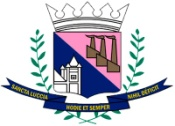 SANCTA LUCCIA
HODIE ET SEMPER
NIHIL DEFICIT